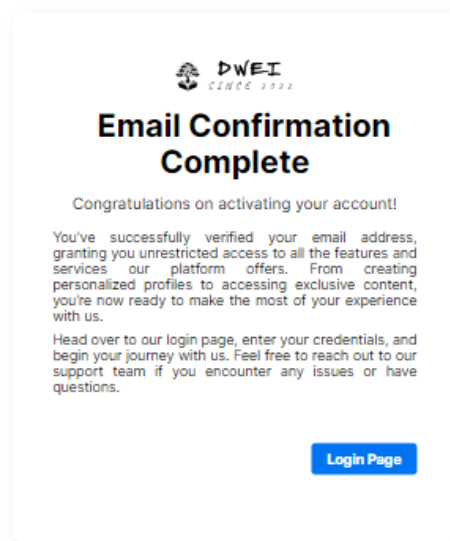 DWEI
SINCE 2022
Email Confirmation
Complete
Congratulations on activating your account!
You've successfully verified your email address,
granting you unrestricted access to all the features and
services our platform offers. From creating
personalized profiles to accessing exclusive content,
you're now ready to make the most of your experience
with us.
Head over to our login page, enter your credentials, and
begin your journey with us. Feel free to reach out to our
support team if you encounter any issues or have
questions.
Login Page